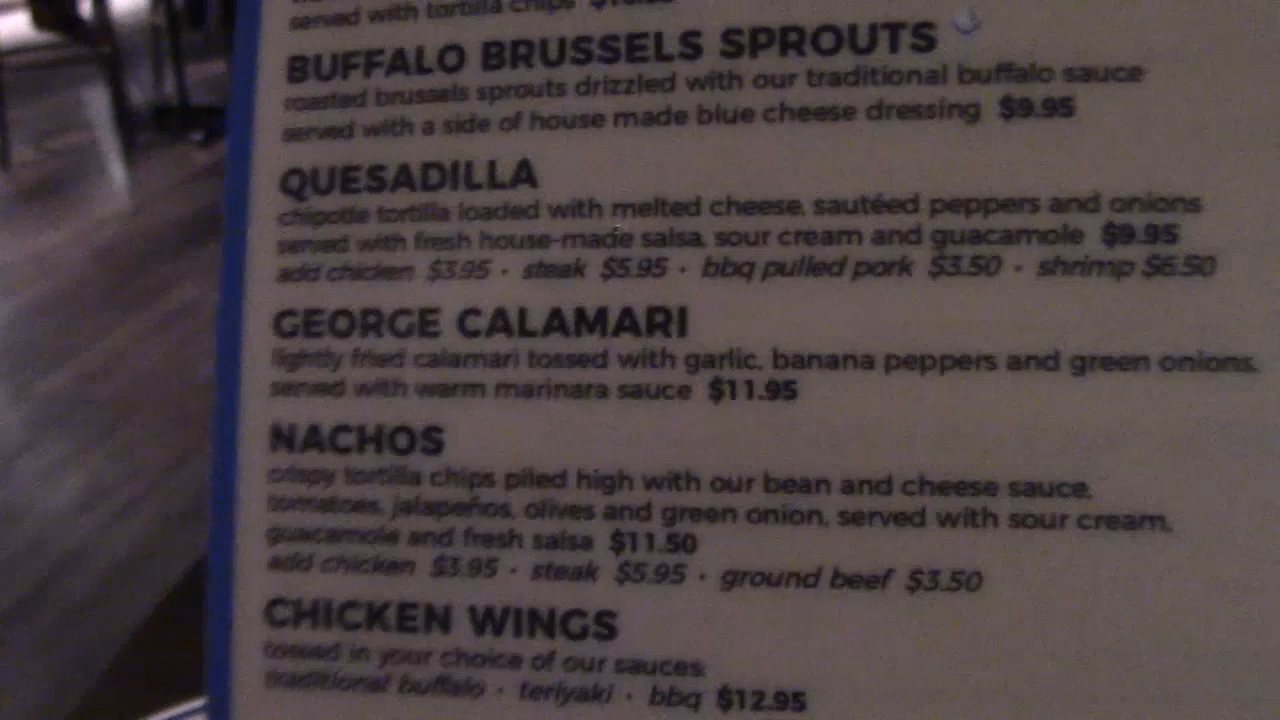 served with tortilla chips
BUFFALO BRUSSELS SPROUTS
roasted brussels sprouts drizzled with our traditional buffalo sauce
served with a side of house made blue cheese dressing $9.95
QUESADILLA
chipotle tortilla loaded with melted cheese, sautéed peppers and onions
served with fresh house-made salsa, sour cream and guacamole $9.95
add chicken $3.95 · steak $5.95 · bbq pulled pork $3.50 · shrimp $6.50
GEORGE CALAMARI
lightly fried calamari tossed with garlic, banana peppers and green onions,
served with warm marinara sauce $11.95
NACHOS
crispy tortilla chips piled high with our bean and cheese sauce,
tomatoes, jalapeños, olives and green onion, served with sour cream,
guacamole and fresh salsa $11.50
add chicken $3.95 · steak $5.95 · ground beef $3.50
CHICKEN WINGS
tossed in your choice of our sauces:
traditional buffalo · teriyaki · bbq $12.95